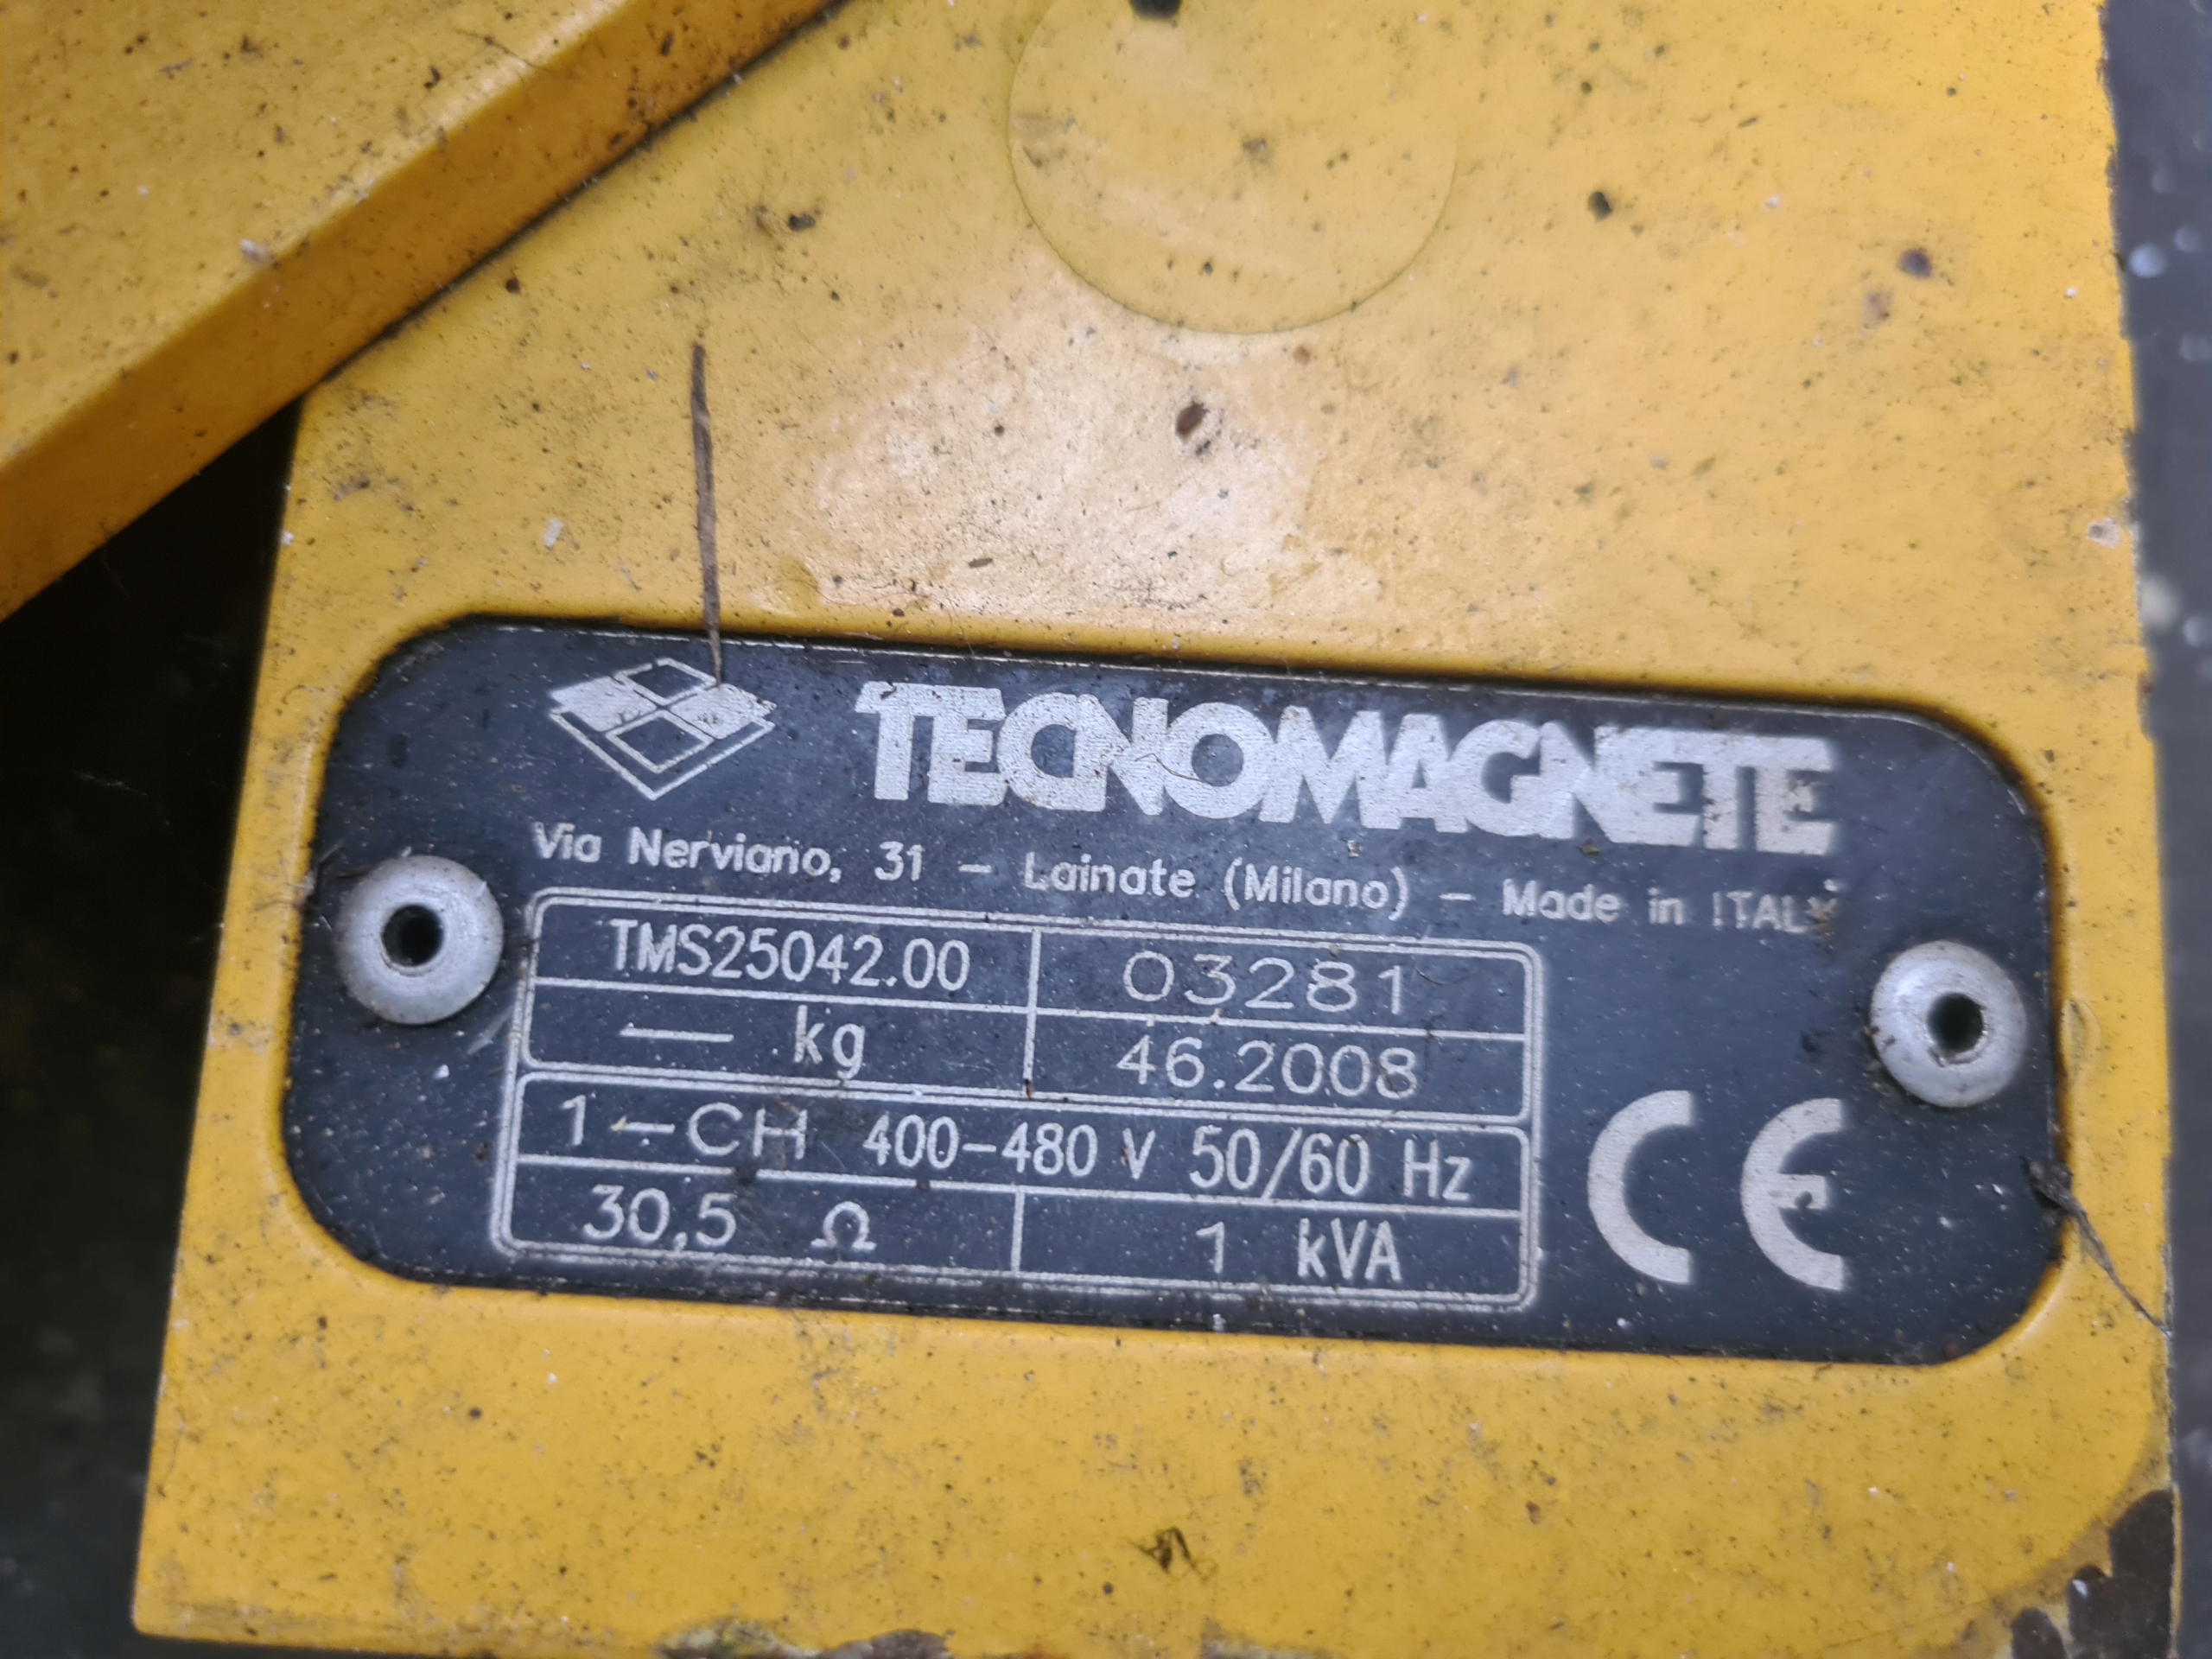 TECNOMAGNETE
Via Nerviano, 31 – Lainate (Milano) – Made in ITALY
TMS25042.00 03281
— kg 46.2008
1–CH 400–480 V 50/60 Hz
30,5 Ω 1 kVA
CE